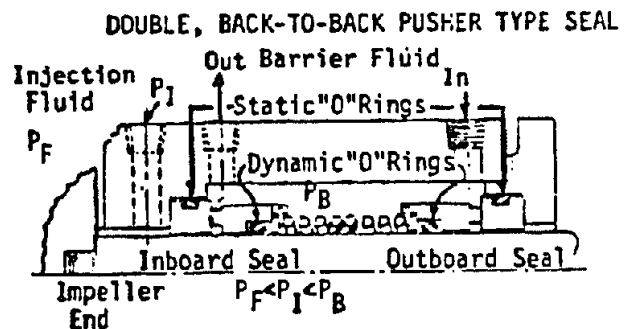 DOUBLE, BACK-TO-BACK PUSHER TYPE SEAL
Out Barrier Fluid
Injection Fluid
P_I
In
Static"O"Rings
P_F
Dynamic"O"Rings
P_B
Inboard Seal
Outboard Seal
Impeller End
P_F<P_I<P_B